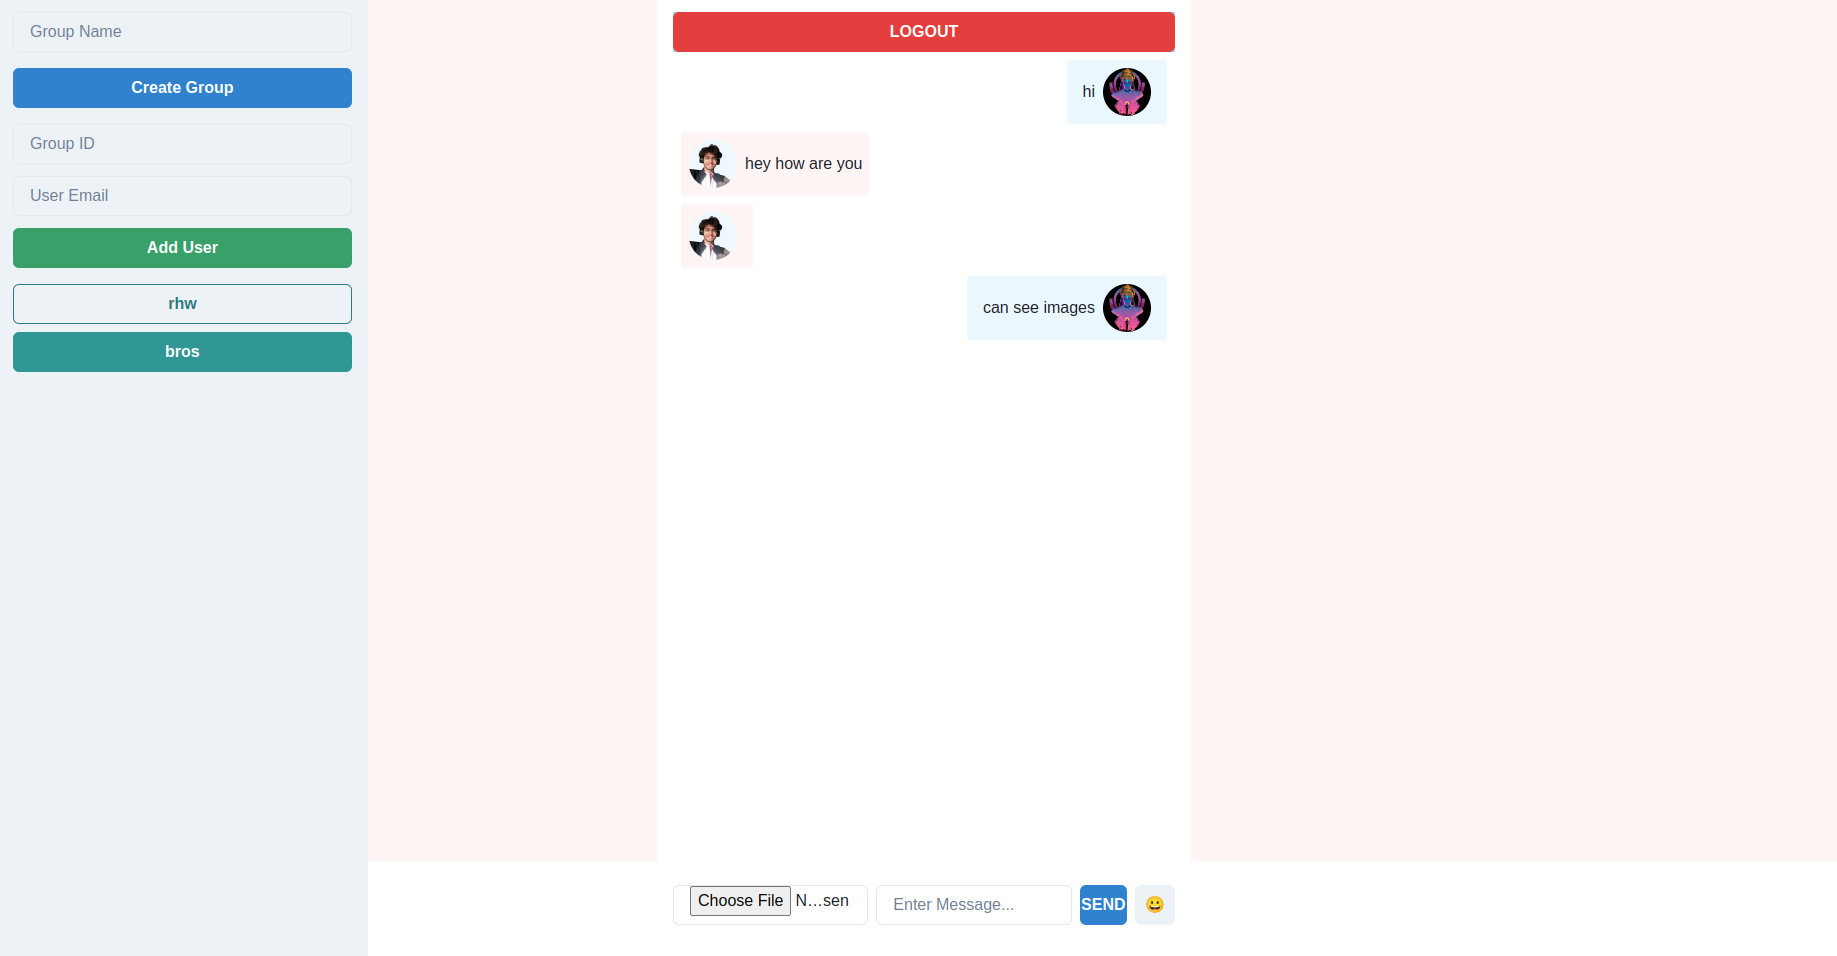 Group Name
Create Group
Group ID
User Email
Add User
rhw
bros
LOGOUT
hi
hey how are you
can see images
Choose File N...sen
Enter Message...
SEND